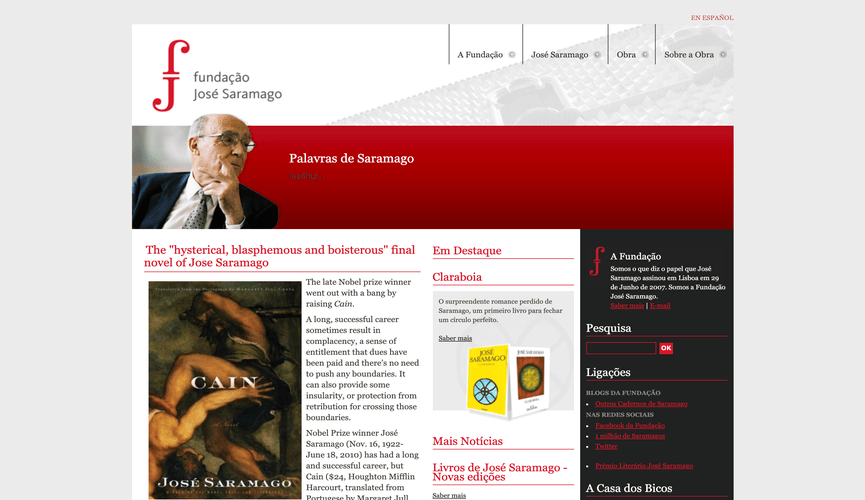 EN ESPAÑOL
fundação
José Saramago
A Fundação
José Saramago
Obra
Sobre a Obra
Palavras de Saramago
The "hysterical, blasphemous and boisterous" final
novel of Jose Saramago
CAIN
A Novel
JOSÉ SARAMAGO
The late Nobel prize winner
went out with a bang by
raising Cain.
A long, successful career
sometimes result in
complacency, a sense of
entitlement that dues have
been paid and there's no need
to push any boundaries. It
can also provide some
insularity, or protection from
retribution for crossing those
boundaries.
Nobel Prize winner José
Saramago (Nov. 16, 1922-
June 18, 2010) has had a long
and successful career, but
Cain ($24, Houghton Mifflin
Harcourt, translated from
Portugese by Margaret Jull
Em Destaque
Claraboia
O surpreendente romance perdido de
Saramago, um primeiro livro para fechar
um círculo perfeito.
Saber mais
JOSÉ
SARAMAGO
Mais Notícias
Livros de José Saramago -
Novas edições
Saber mais
A Fundação
Somos o que diz o papel que José
Saramago assinou em Lisboa em 29
de Junho de 2007. Somos a Fundação
José Saramago.
Saber mais | E-mail
Pesquisa
OK
Ligações
BLOGS DA FUNDAÇÃO
Outros Cadernos de Saramago
NAS REDES SOCIAIS
Facebook da Fundação
1 milhão de Saramagos
Twitter
Prémio Literário José Saramago
A Casa dos Bicos